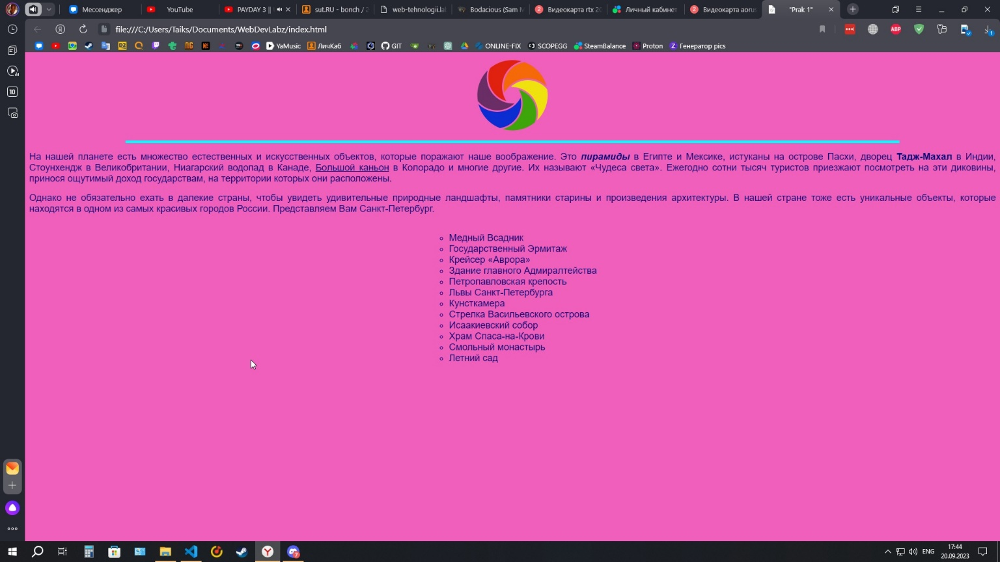 Мессенджер
YouTube
PAYDAY 3 ||
sut.RU - bonch / 2
web-tehnologii.la
Bodacious (Sam M
Видеокарта rtx 20
Личный кабинет
Видеокарта aorus
"Prak 1"
file:///C:/Users/Taiks/Documents/WebDevLabz/index.html
ABP
YaMusic
ЛичКаб
GIT
ONLINE-FIX
SCOPEGG
SteamBalance
Proton
Генератор pics
10
На нашей планете есть множество естественных и искусственных объектов, которые поражают наше воображение. Это пирамиды в Египте и Мексике, истуканы на острове Пасхи, дворец Тадж-Махал в Индии,
Стоунхендж в Великобритании, Ниагарский водопад в Канаде, Большой каньон в Колорадо и многие другие. Их называют «Чудеса света». Ежегодно сотни тысяч туристов приезжают посмотреть на эти диковины,
принося ощутимый доход государствам, на территории которых они расположены.
Однако не обязательно ехать в далекие страны, чтобы увидеть удивительные природные ландшафты, памятники старины и произведения архитектуры. В нашей стране тоже есть уникальные объекты, которые
находятся в одном из самых красивых городов России. Представляем Вам Санкт-Петербург.
Медный Всадник
Государственный Эрмитаж
Крейсер «Аврора»
Здание главного Адмиралтейства
Петропавловская крепость
Львы Санкт-Петербурга
Кунсткамера
Стрелка Васильевского острова
Исаакиевский собор
Храм Спаса-на-Крови
Смольный монастырь
Летний сад
ENG
17:44
20.09.2023